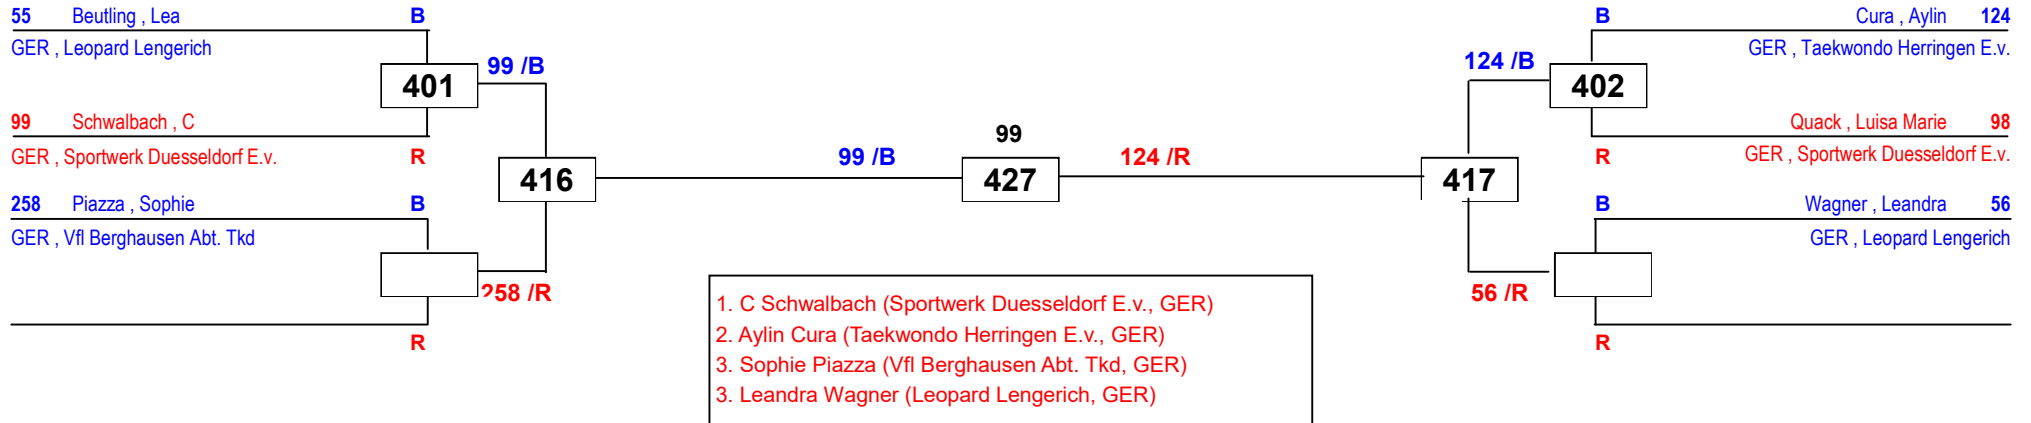 55 Beutling , Lea B
GER , Leopard Lengerich
401
99 /B
99 Schwalbach , C
GER , Sportwerk Duesseldorf E.v. R
258 Piazza , Sophie B
GER , Vfl Berghausen Abt. Tkd
258 /R
R
416
99 /B
99
427
124 /R
417
B Cura , Aylin 124
GER , Taekwondo Herringen E.v.
124 /B
402
Quack , Luisa Marie 98
R GER , Sportwerk Duesseldorf E.v.
B Wagner , Leandra 56
GER , Leopard Lengerich
56 /R
R
1. C Schwalbach (Sportwerk Duesseldorf E.v., GER)
2. Aylin Cura (Taekwondo Herringen E.v., GER)
3. Sophie Piazza (Vfl Berghausen Abt. Tkd, GER)
3. Leandra Wagner (Leopard Lengerich, GER)